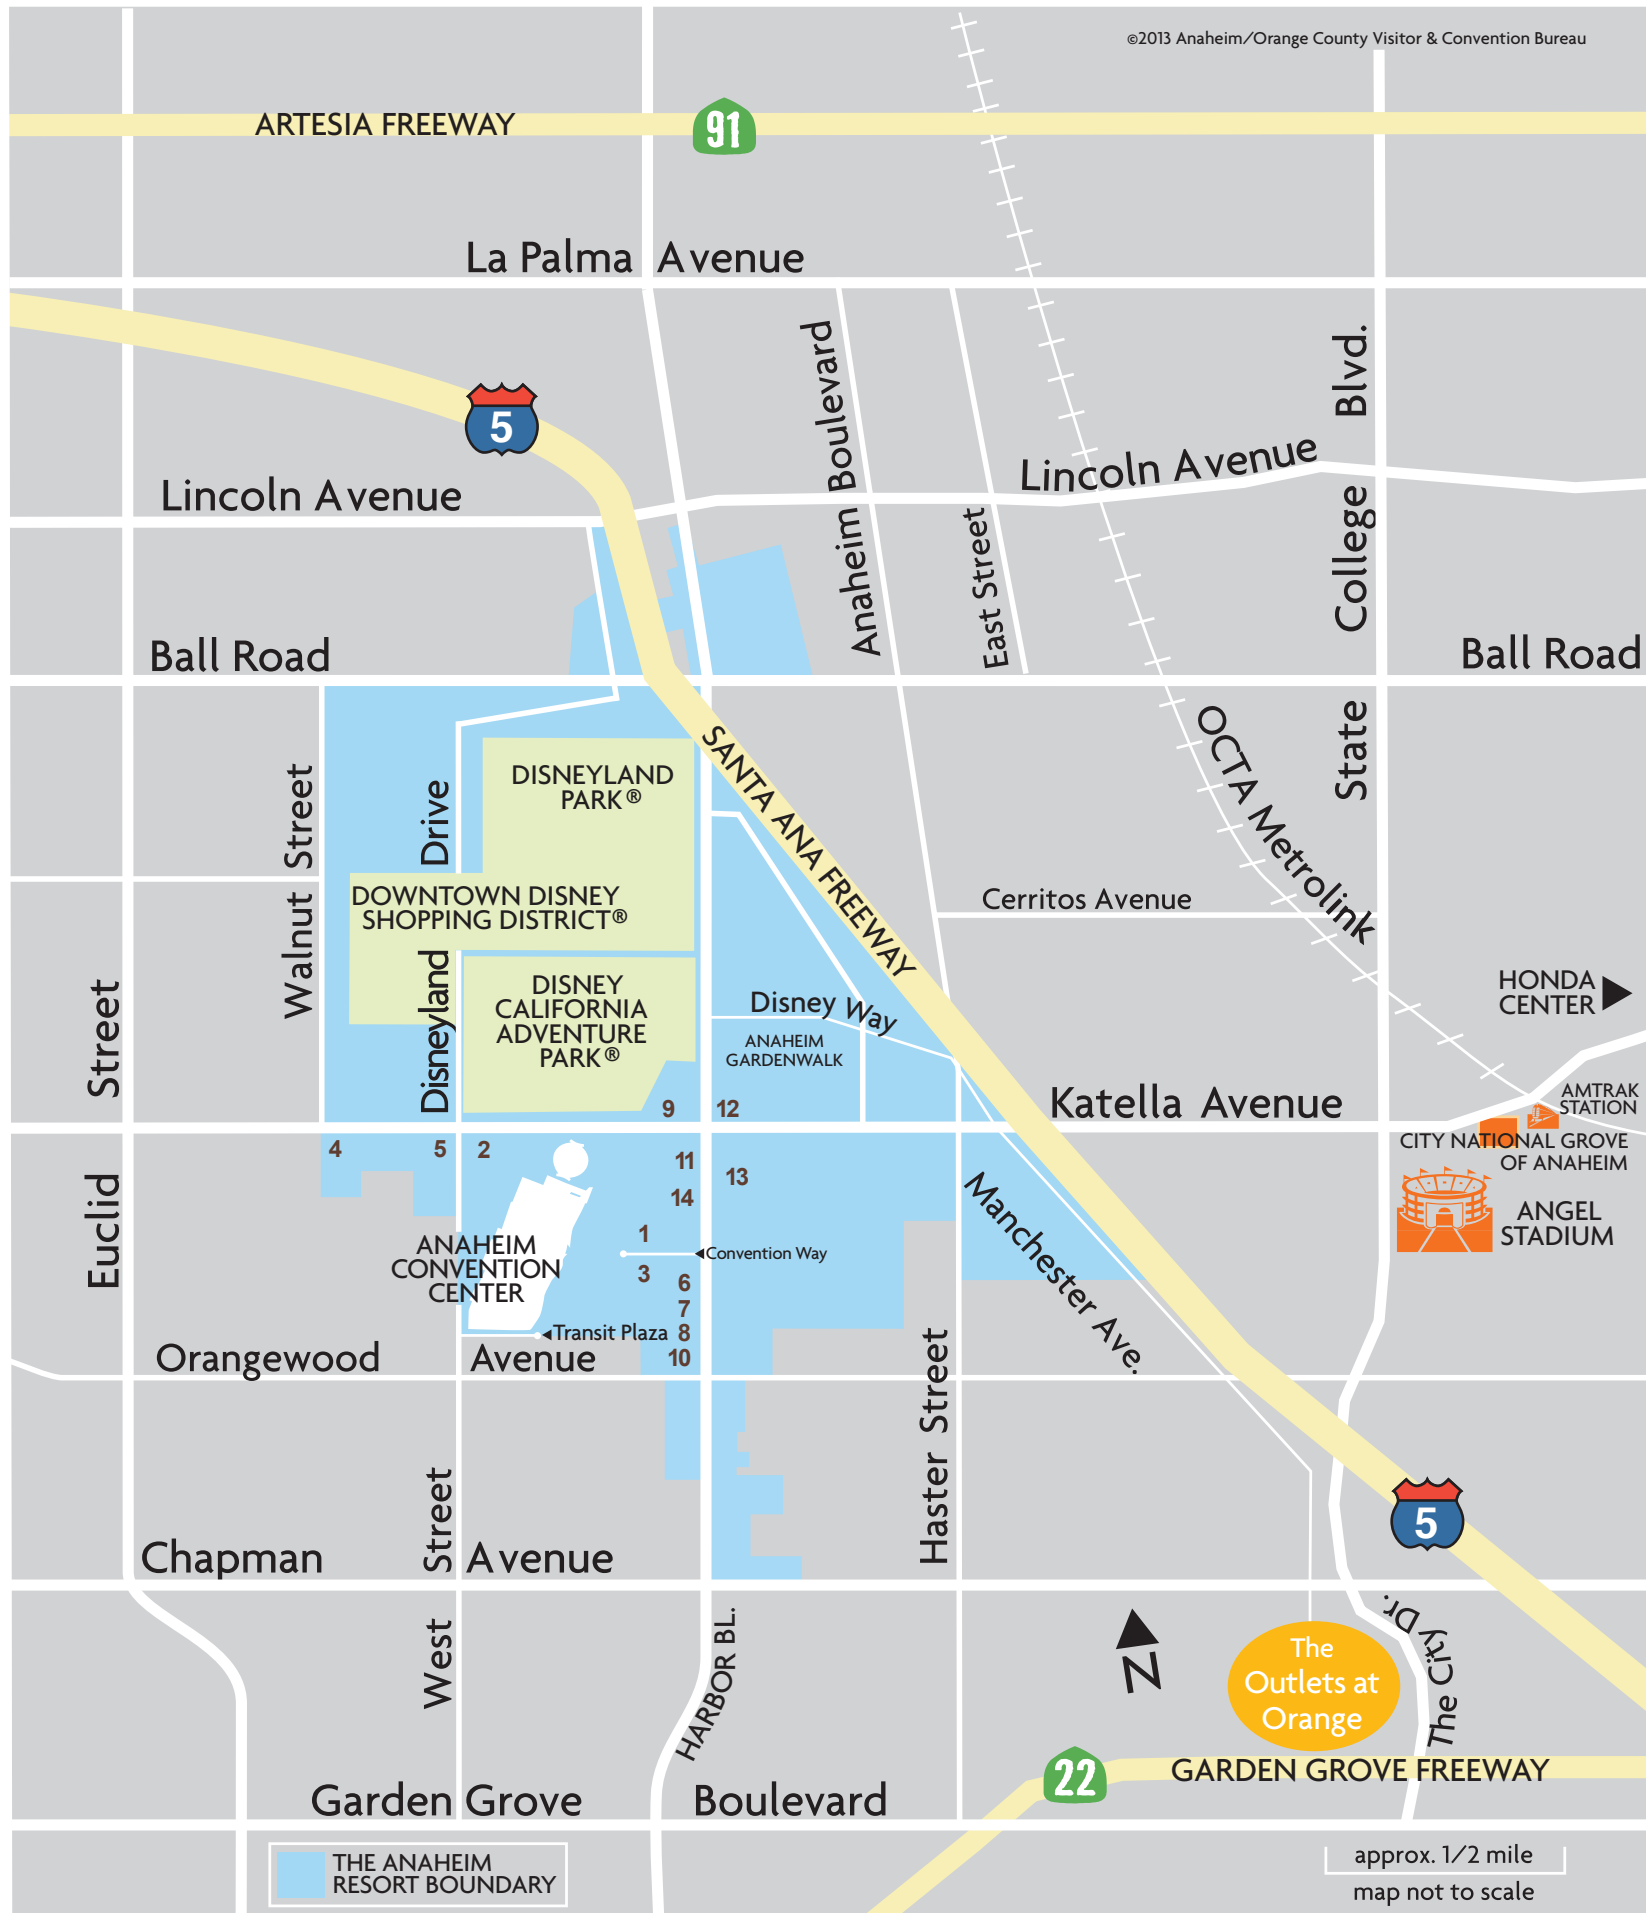 ©2013 Anaheim/Orange County Visitor & Convention Bureau
ARTESIA FREEWAY
91
La Palma Avenue
5
Anaheim Boulevard
East Street
State College Blvd.
Lincoln Avenue
Lincoln Avenue
Ball Road
Ball Road
SANTA ANA FREEWAY
OCTA Metrolink
Walnut Street
Disneyland Drive
DISNEYLAND
PARK®
DOWNTOWN DISNEY
SHOPPING DISTRICT®
DISNEY
CALIFORNIA
ADVENTURE
PARK®
Cerritos Avenue
Disney Way
ANAHEIM
GARDENWALK
HONDA
CENTER
Euclid Street
Katella Avenue
AMTRAK
STATION
CITY NATIONAL GROVE
OF ANAHEIM
ANGEL
STADIUM
9
12
4
5
2
11
13
14
1
3
6
7
8
10
Convention Way
ANAHEIM
CONVENTION
CENTER
Transit Plaza
Manchester Ave.
Orangewood Avenue
Haster Street
West Street
Chapman Avenue
5
HARBOR BL.
N
The
Outlets at
Orange
The City Dr.
22
GARDEN GROVE FREEWAY
Garden Grove Boulevard
THE ANAHEIM
RESORT BOUNDARY
approx. 1/2 mile
map not to scale